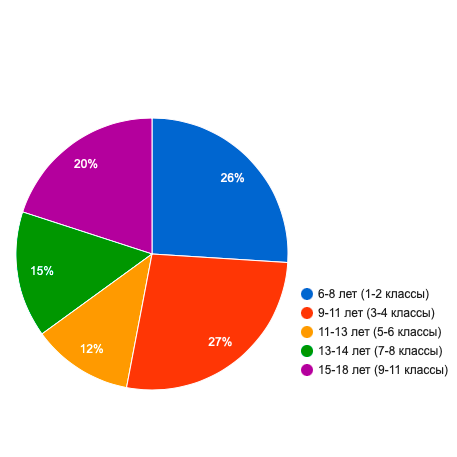 20%
26%
15%
12%
27%
6-8 лет (1-2 классы)
9-11 лет (3-4 классы)
11-13 лет (5-6 классы)
13-14 лет (7-8 классы)
15-18 лет (9-11 классы)